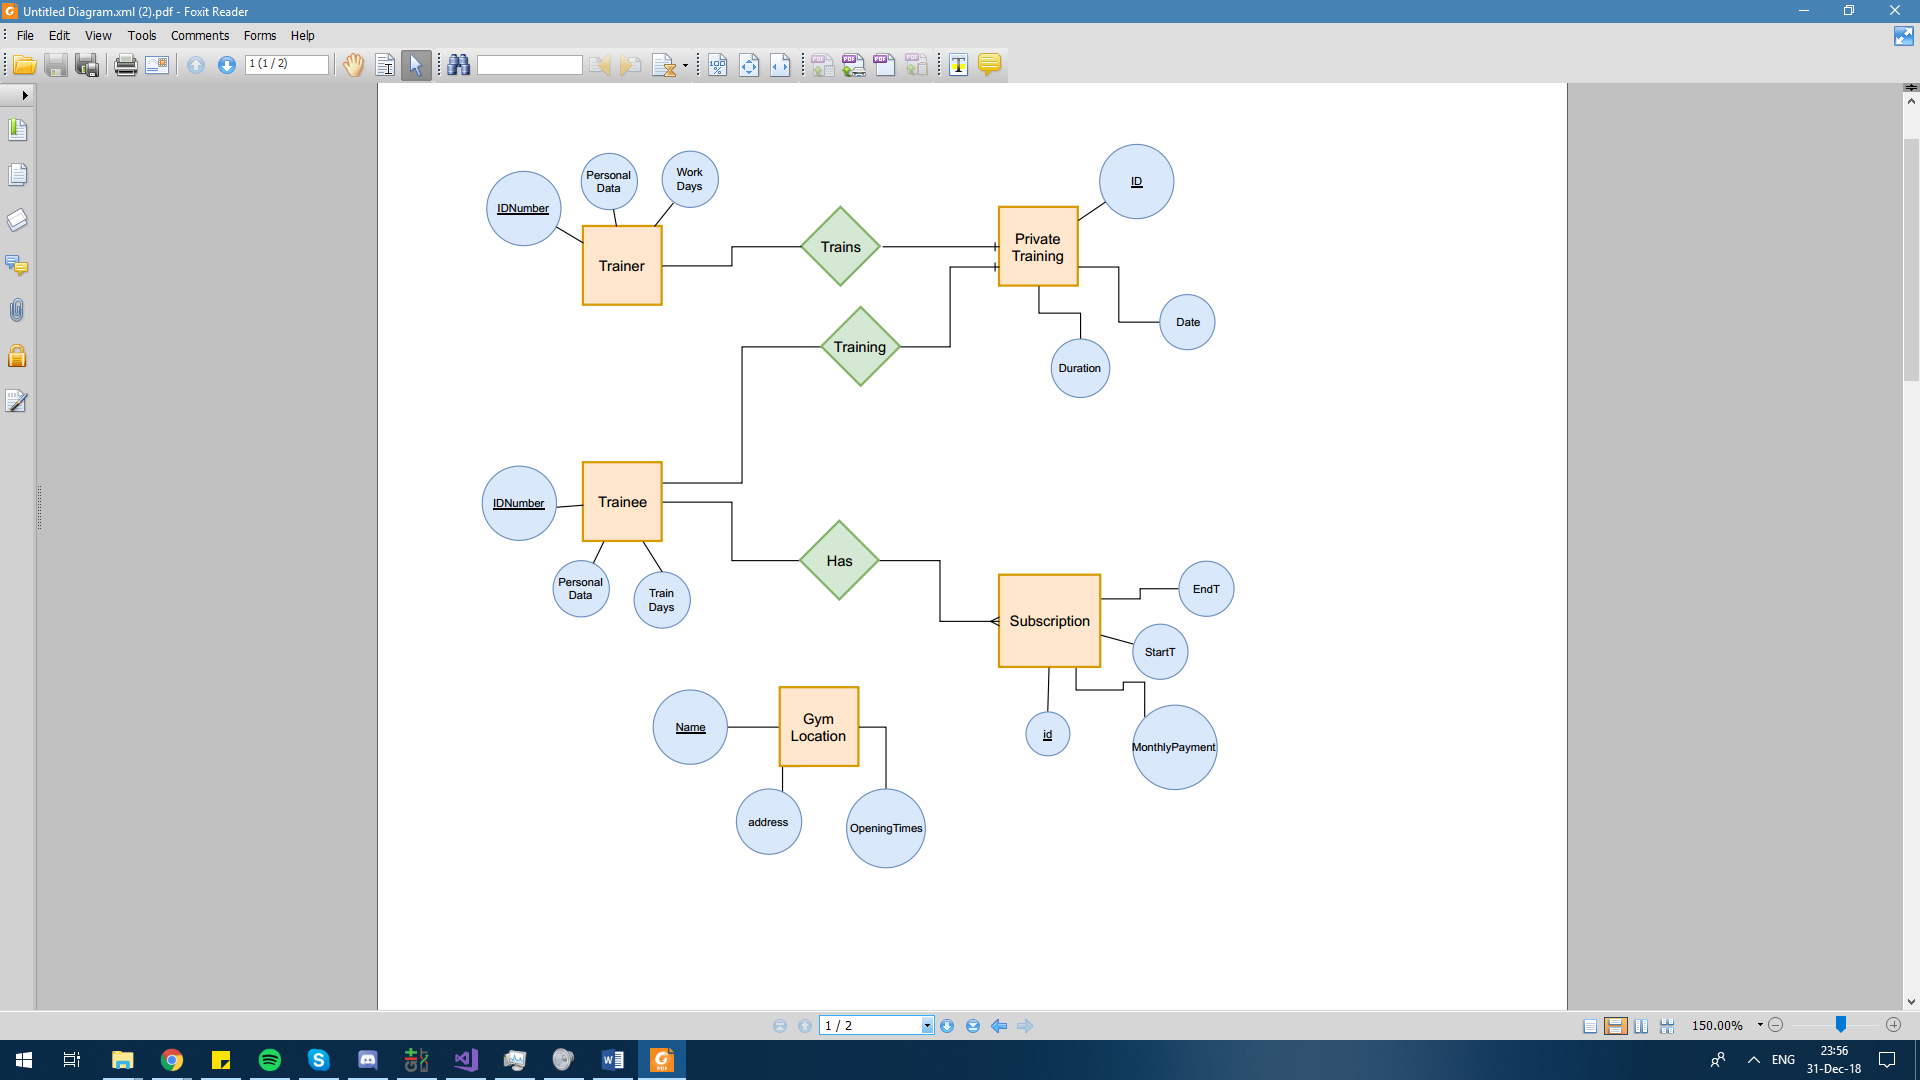 Untitled Diagram.xml (2).pdf - Foxit Reader
File Edit View Tools Comments Forms Help
1 (1 / 2)
IDNumber
Personal
Data
Work
Days
Trainer
Trains
Private
Training
ID
Training
Date
Duration
IDNumber
Trainee
Personal
Data
Train
Days
Has
Subscription
EndT
StartT
id
MonthlyPayment
Name
Gym
Location
address
OpeningTimes
1 / 2
150.00%
ENG
23:56
31-Dec-18